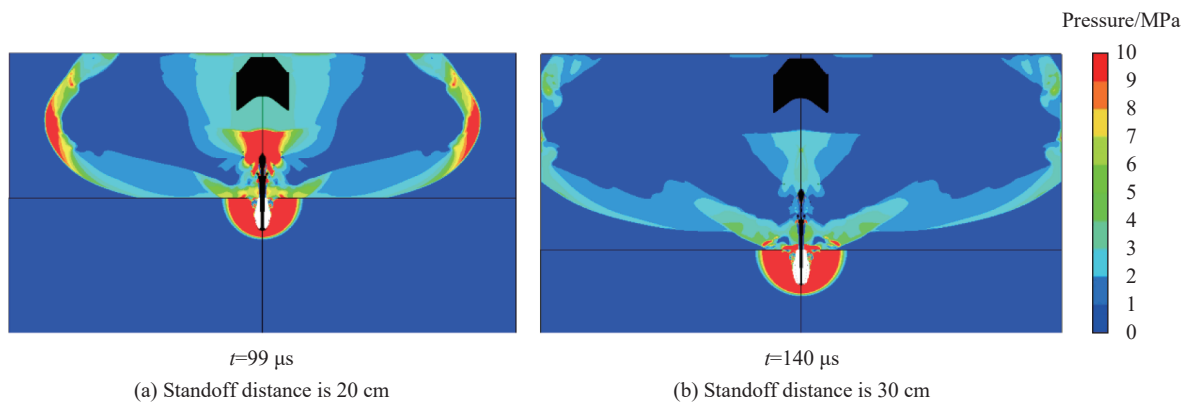 Pressure/MPa
10
9
8
7
6
5
4
3
2
1
0
t=99 μs
t=140 μs
(a) Standoff distance is 20 cm
(b) Standoff distance is 30 cm